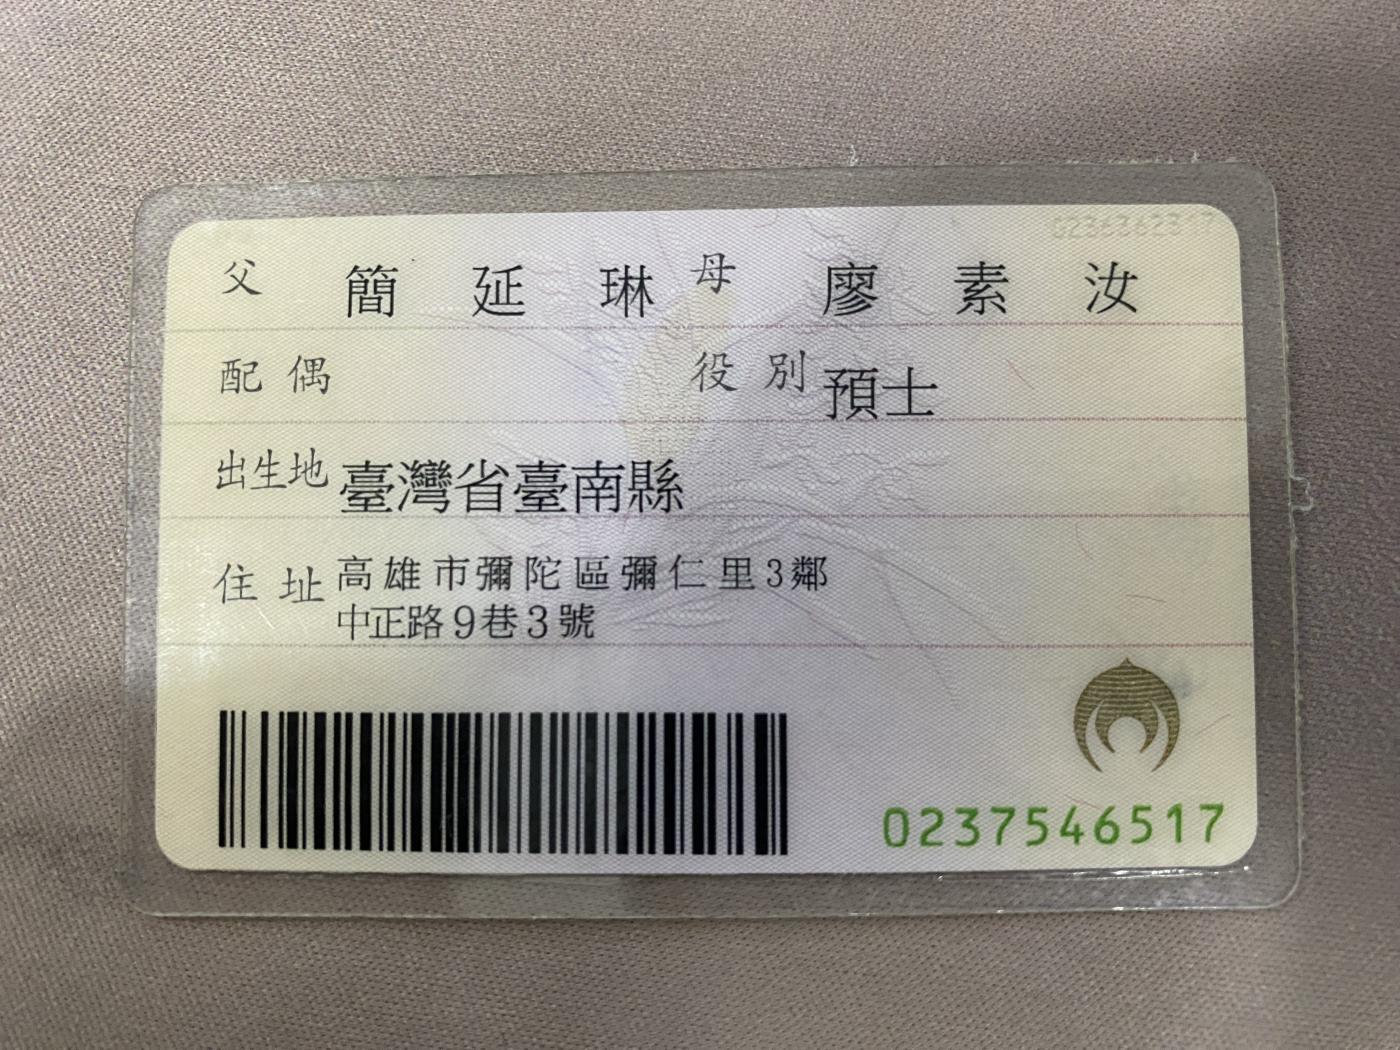 父 簡延琳 母 廖素汝
配偶 役別 預士
出生地 臺灣省臺南縣
住址 高雄市彌陀區彌仁里3鄰
中正路9巷3號
0237546517